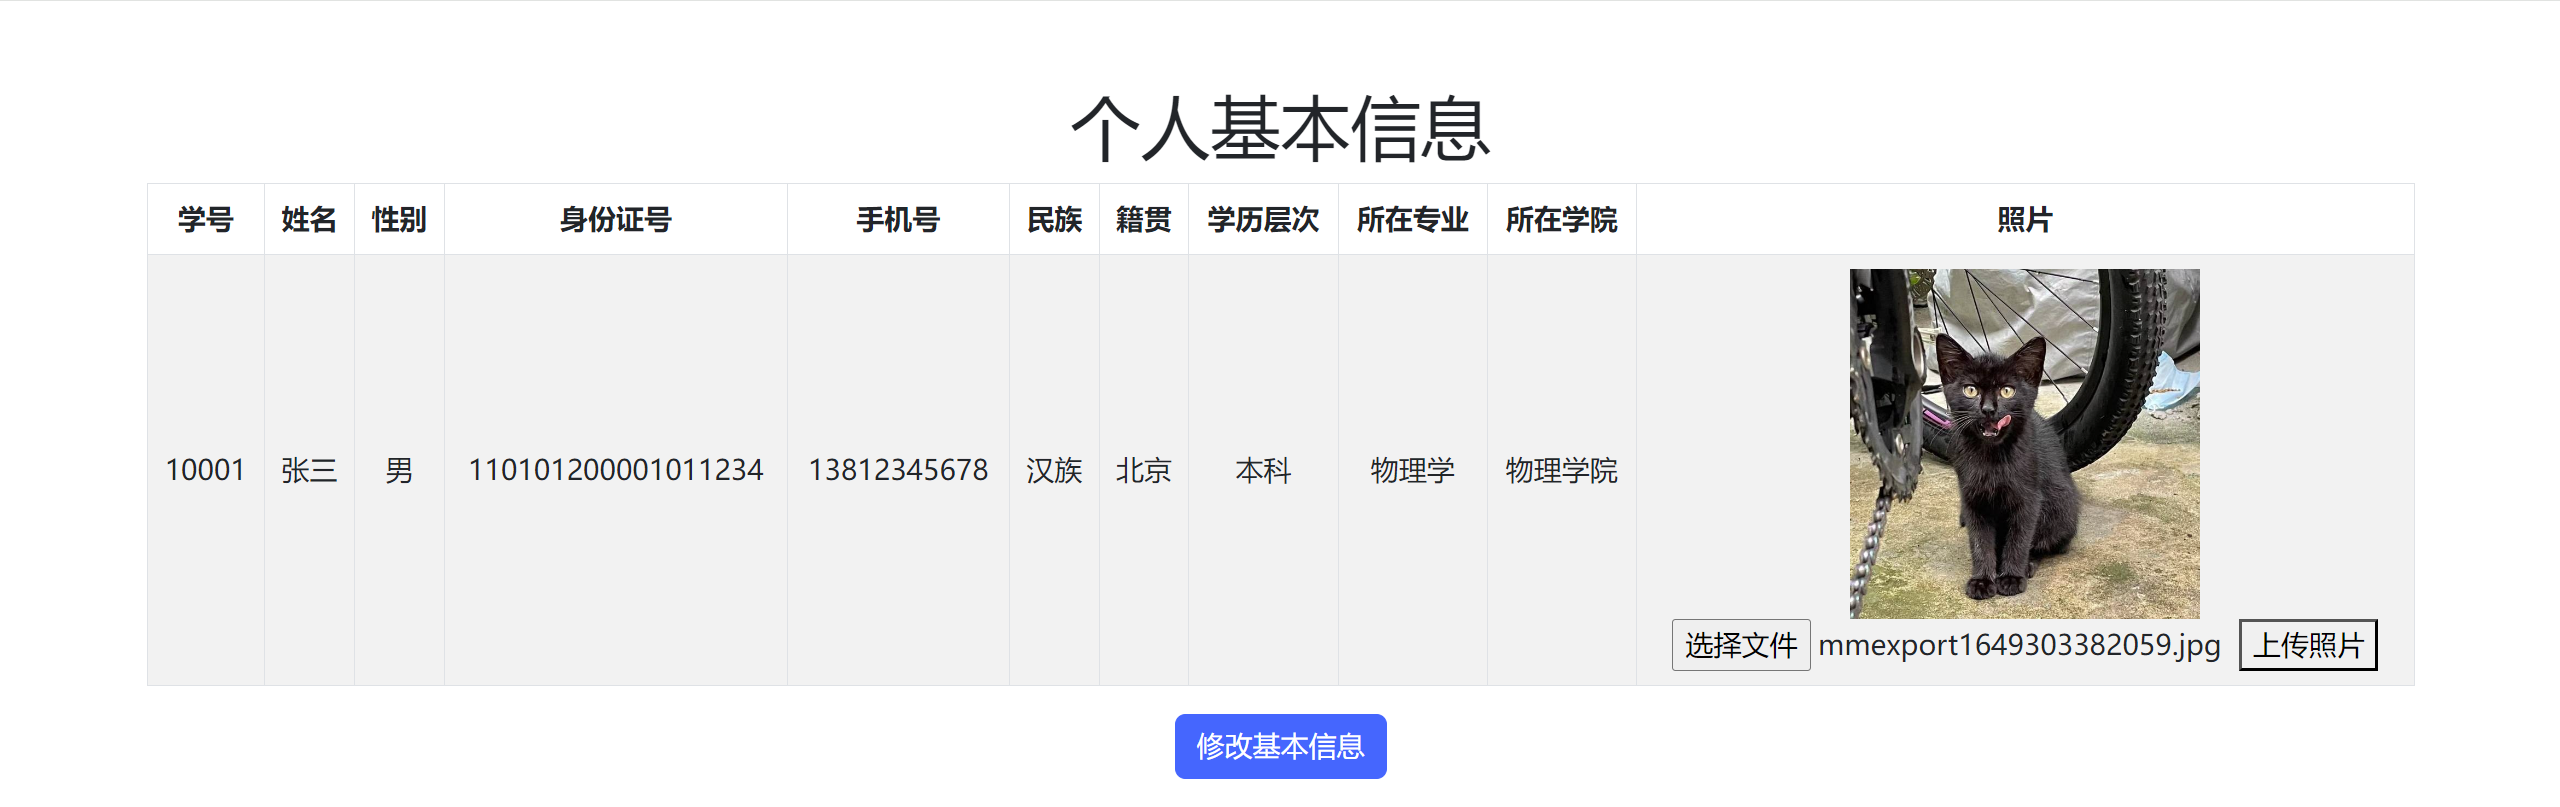 个人基本信息
学号 姓名 性别 身份证号 手机号 民族 籍贯 学历层次 所在专业 所在学院 照片
10001 张三 男 110101200001011234 13812345678 汉族 北京 本科 物理学 物理学院
选择文件 mmexport1649303382059.jpg 上传照片
修改基本信息